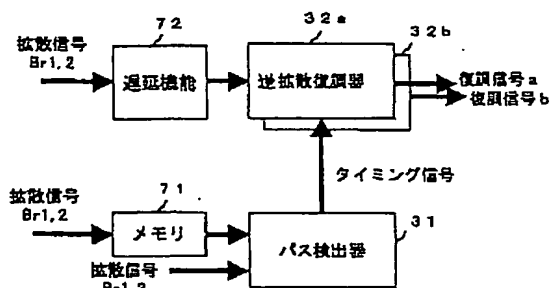 72
32a
32b
拡散信号
Br1,2
遅延機能
逆拡散復調器
復調信号a
復調信号b
タイミング信号
拡散信号
Br1,2
71
メモリ
31
パス検出器
拡散信号
Br1,2